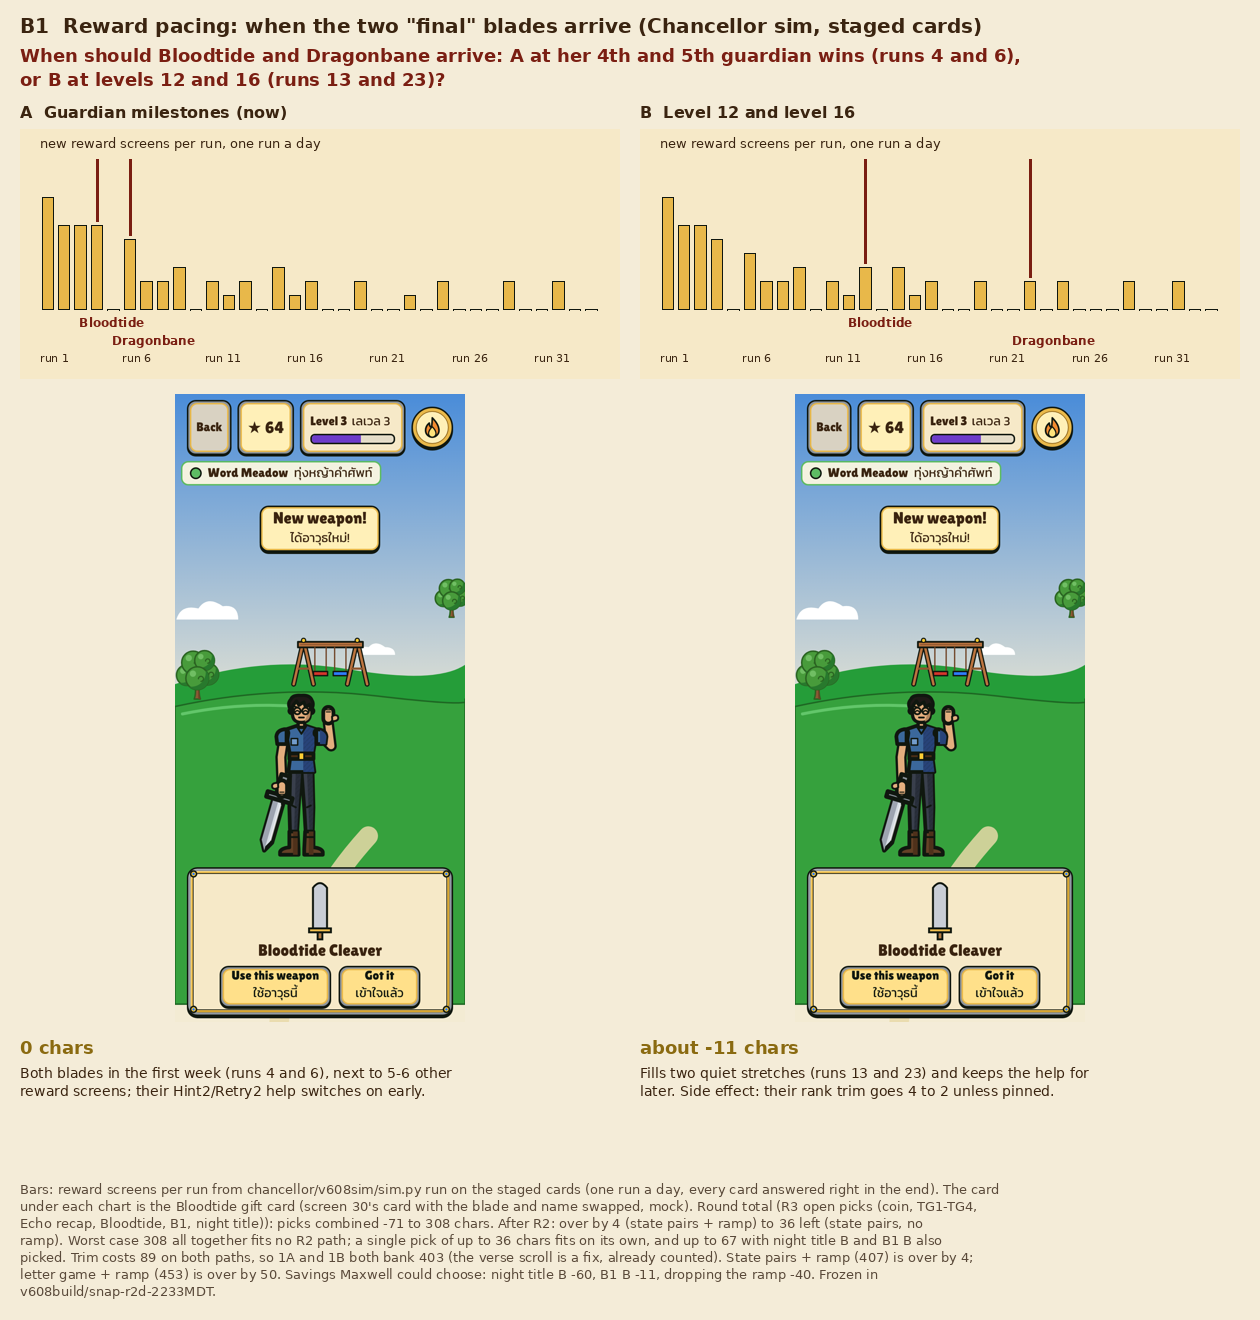 B1 Reward pacing: when the two "final" blades arrive (Chancellor sim, staged cards)
When should Bloodtide and Dragonbane arrive: A at her 4th and 5th guardian wins (runs 4 and 6),
or B at levels 12 and 16 (runs 13 and 23)?
A Guardian milestones (now)
new reward screens per run, one run a day
Bloodtide
Dragonbane
run 1 run 6 run 11 run 16 run 21 run 26 run 31
B Level 12 and level 16
new reward screens per run, one run a day
Bloodtide
Dragonbane
run 1 run 6 run 11 run 16 run 21 run 26 run 31
Back
★ 64
Level 3 เลเวล 3
Word Meadow ทุ่งหญ้าคำศัพท์
New weapon!
ได้อาวุธใหม่!
Bloodtide Cleaver
Use this weapon
ใช้อาวุธนี้
Got it
เข้าใจแล้ว
Back
★ 64
Level 3 เลเวล 3
Word Meadow ทุ่งหญ้าคำศัพท์
New weapon!
ได้อาวุธใหม่!
Bloodtide Cleaver
Use this weapon
ใช้อาวุธนี้
Got it
เข้าใจแล้ว
0 chars
Both blades in the first week (runs 4 and 6), next to 5-6 other
reward screens; their Hint2/Retry2 help switches on early.
about -11 chars
Fills two quiet stretches (runs 13 and 23) and keeps the help for
later. Side effect: their rank trim goes 4 to 2 unless pinned.
Bars: reward screens per run from chancellor/v608sim/sim.py run on the staged cards (one run a day, every card answered right in the end). The card
under each chart is the Bloodtide gift card (screen 30's card with the blade and name swapped, mock). Round total (R3 open picks (coin, TG1-TG4,
Echo recap, Bloodtide, B1, night title)): picks combined -71 to 308 chars. After R2: over by 4 (state pairs + ramp) to 36 left (state pairs, no
ramp). Worst case 308 all together fits no R2 path; a single pick of up to 36 chars fits on its own, and up to 67 with night title B and B1 B also
picked. Trim costs 89 on both paths, so 1A and 1B both bank 403 (the verse scroll is a fix, already counted). State pairs + ramp (407) is over by 4;
letter game + ramp (453) is over by 50. Savings Maxwell could choose: night title B -60, B1 B -11, dropping the ramp -40. Frozen in
v608build/snap-r2d-2233MDT.